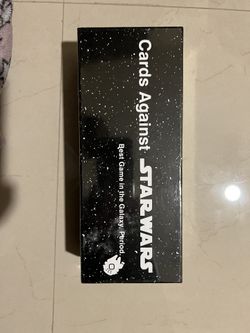 Cards Against STAR WARS
Best Game in the Galaxy. Period.